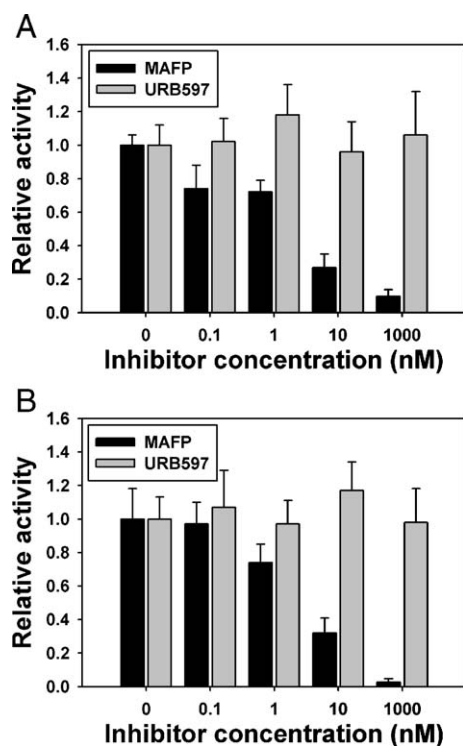 A
1.6
MAFP
URB597
1.4
1.2
1.0
0.8
0.6
0.4
0.2
0.0
Relative activity
0 0.1 1 10 1000
Inhibitor concentration (nM)
B
1.6
MAFP
URB597
1.4
1.2
1.0
0.8
0.6
0.4
0.2
0.0
Relative activity
0 0.1 1 10 1000
Inhibitor concentration (nM)